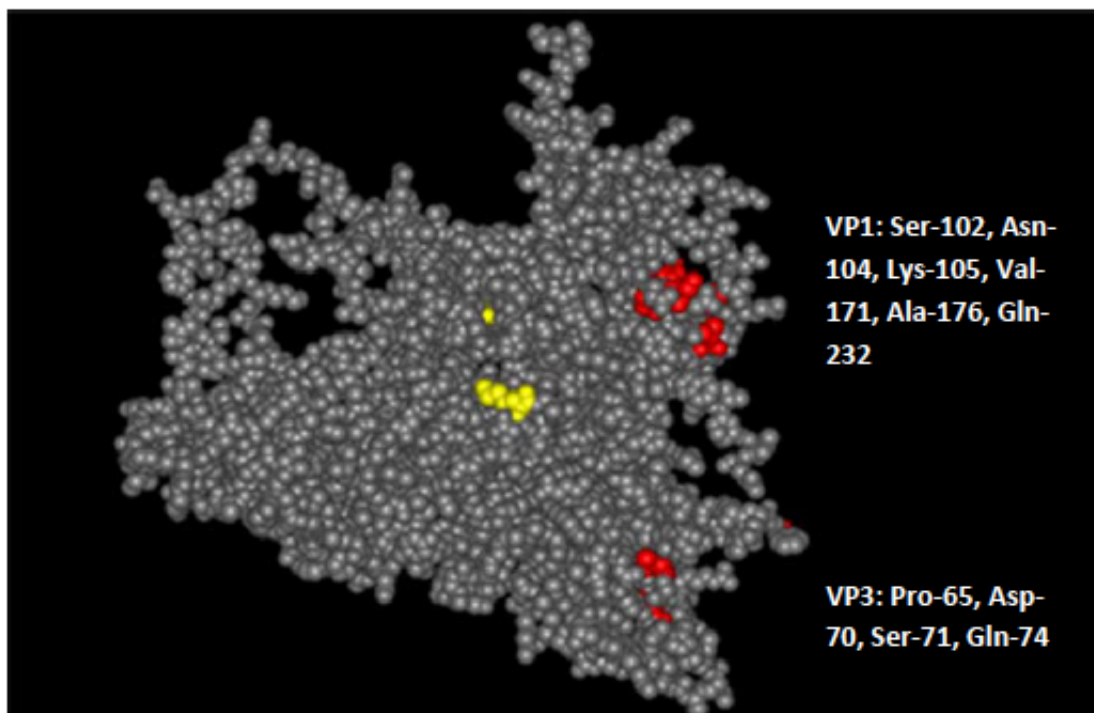 VP1: Ser-102, Asn-
104, Lys-105, Val-
171, Ala-176, Gln-
232
VP3: Pro-65, Asp-
70, Ser-71, Gln-74